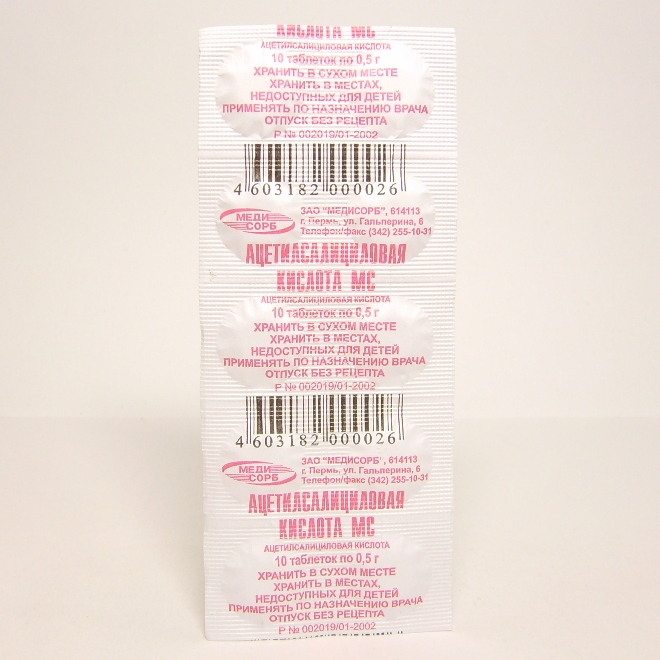 КИСЛОТА МС
АЦЕТИЛСАЛИЦИЛОВАЯ КИСЛОТА
10 таблеток по 0,5 г
ХРАНИТЬ В СУХОМ МЕСТЕ
ХРАНИТЬ В МЕСТАХ,
НЕДОСТУПНЫХ ДЛЯ ДЕТЕЙ
ПРИМЕНЯТЬ ПО НАЗНАЧЕНИЮ ВРАЧА
ОТПУСК БЕЗ РЕЦЕПТА
Р № 002019/01-2002
4 603182 000026
МЕДИ
СОРБ
ЗАО "МЕДИСОРБ", 614113
г. Пермь, ул. Гальперина, 6
Телефон/факс (342) 255-10-31
АЦЕТИЛСАЛИЦИЛОВАЯ
КИСЛОТА МС
АЦЕТИЛСАЛИЦИЛОВАЯ КИСЛОТА
10 таблеток по 0,5 г
ХРАНИТЬ В СУХОМ МЕСТЕ
ХРАНИТЬ В МЕСТАХ,
НЕДОСТУПНЫХ ДЛЯ ДЕТЕЙ
ПРИМЕНЯТЬ ПО НАЗНАЧЕНИЮ ВРАЧА
ОТПУСК БЕЗ РЕЦЕПТА
Р № 002019/01-2002
4 603182 000026
МЕДИ
СОРБ
ЗАО "МЕДИСОРБ", 614113
г. Пермь, ул. Гальперина, 6
Телефон/факс (342) 255-10-31
АЦЕТИЛСАЛИЦИЛОВАЯ
КИСЛОТА МС
АЦЕТИЛСАЛИЦИЛОВАЯ КИСЛОТА
10 таблеток по 0,5 г
ХРАНИТЬ В СУХОМ МЕСТЕ
ХРАНИТЬ В МЕСТАХ,
НЕДОСТУПНЫХ ДЛЯ ДЕТЕЙ
ПРИМЕНЯТЬ ПО НАЗНАЧЕНИЮ ВРАЧА
ОТПУСК БЕЗ РЕЦЕПТА
Р № 002019/01-2002